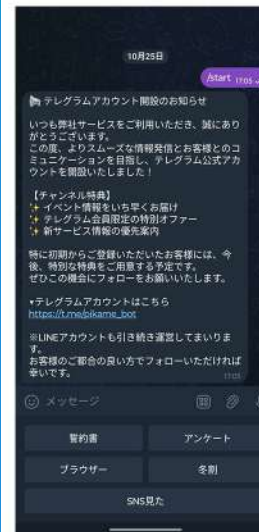 10月25日
/start 17:05
テレグラムアカウント開設のお知らせ
いつも弊社サービスをご利用いただき、誠にあり
がとうございます。
この度、よりスムーズな情報発信とお客様とのコ
ミュニケーションを目指し、テレグラム公式アカ
ウントを開設いたしました！
【チャンネル特典】
✨ イベント情報をいち早くお届け
✨ テレグラム会員限定の特別オファー
✨ 新サービス情報の優先案内
特に初期からご登録いただいたお客様には、今
後、特別な特典をご用意する予定です。
ぜひこの機会にフォローをお願いいたします。
▾テレグラムアカウントはこちら
https://t.me/pikame_bot
※LINEアカウントも引き続き運営してまいりま
す。
お客様のご都合の良い方でフォローいただければ
幸いです。
17:05
メッセージ
誓約書
アンケート
ブラウザー
冬割
SNS見た